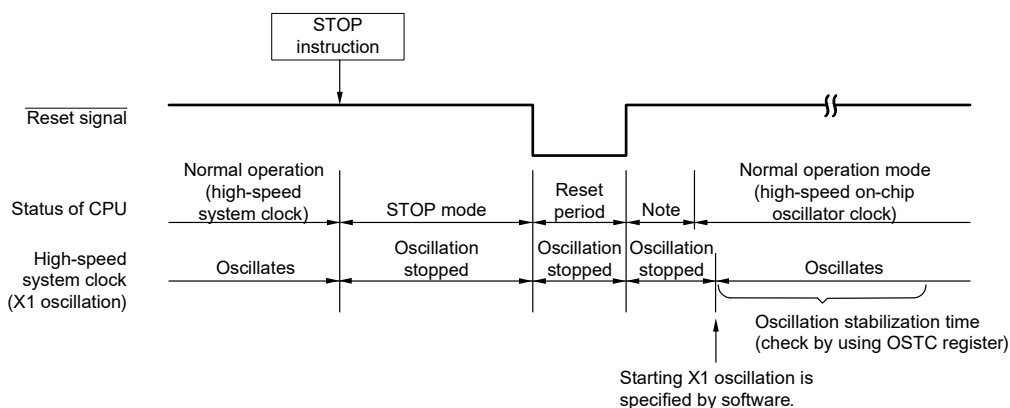 STOP
instruction
Reset signal
Normal operation
(high-speed
system clock)
Normal operation mode
(high-speed on-chip
oscillator clock)
Reset
period
Status of CPU
STOP mode
Note
High-speed
system clock
(X1 oscillation)
Oscillates
Oscillation
stopped
Oscillation
stopped
Oscillation
stopped
Oscillates
Oscillation stabilization time
(check by using OSTC register)
Starting X1 oscillation is
specified by software.